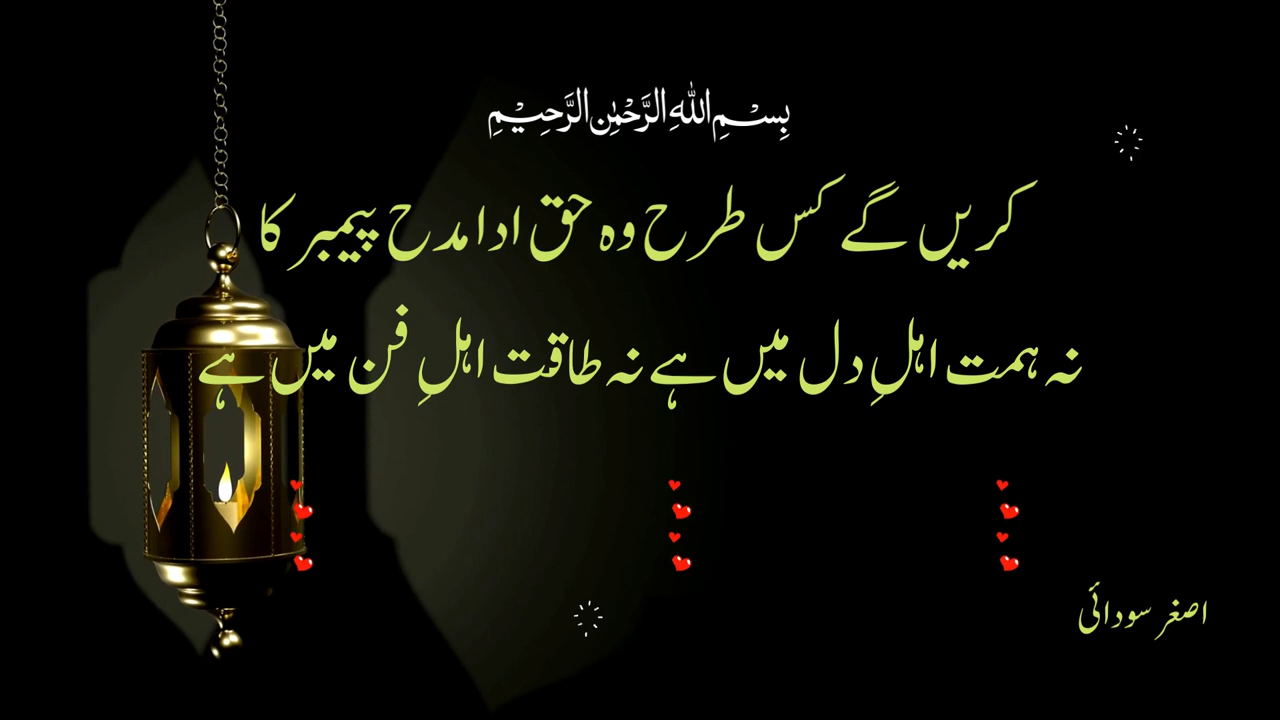 بِسْمِ اللهِ الرَّحْمٰنِ الرَّحِيْمِ
کریں گے کس طرح وہ حق ادا مدح پیمبر کا
نہ ہمت اہلِ دل میں ہے نہ طاقت اہلِ فن میں ہے
اصغر سودائی